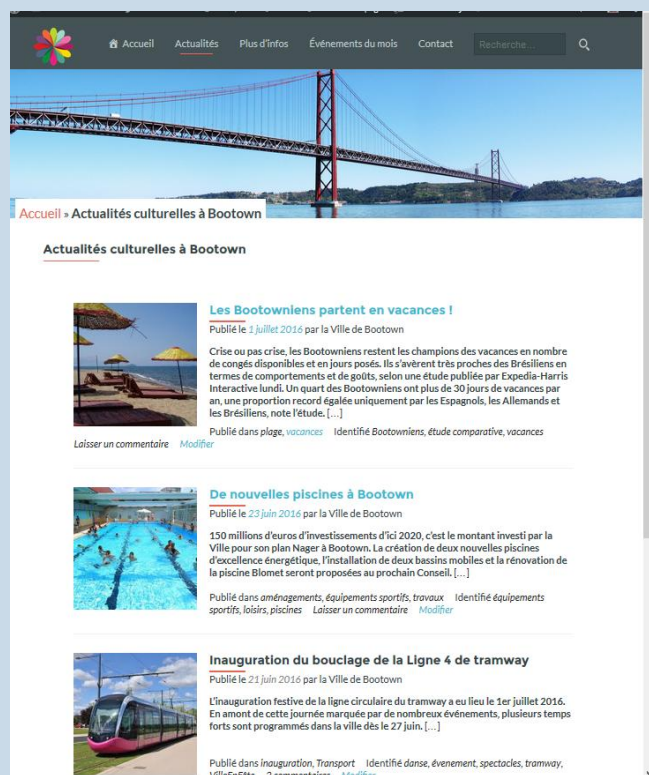 Accueil Actualités Plus d'infos Événements du mois Contact Recherche...
Accueil » Actualités culturelles à Bootown
Actualités culturelles à Bootown
Les Bootowniens partent en vacances !
Publié le 1 juillet 2016 par la Ville de Bootown
Crise ou pas crise, les Bootowniens restent les champions des vacances en nombre
de congés disponibles et en jours posés. Ils s'avèrent très proches des Brésiliens en
termes de comportements et de goûts, selon une étude publiée par Expedia-Harris
Interactive lundi. Un quart des Bootowniens ont plus de 30 jours de vacances par
an, une proportion record égalée uniquement par les Espagnols, les Allemands et
les Brésiliens, note l'étude. […]
Publié dans plage, vacances Identifié Bootowniens, étude comparative, vacances
Laisser un commentaire Modifier
De nouvelles piscines à Bootown
Publié le 23 juin 2016 par la Ville de Bootown
150 millions d'euros d'investissements d'ici 2020, c'est le montant investi par la
Ville pour son plan Nager à Bootown. La création de deux nouvelles piscines
d'excellence énergétique, l'installation de deux bassins mobiles et la rénovation de
la piscine Blomet seront proposées au prochain Conseil. […]
Publié dans aménagements, équipements sportifs, travaux Identifié équipements
sportifs, loisirs, piscines Laisser un commentaire Modifier
Inauguration du bouclage de la Ligne 4 de tramway
Publié le 21 juin 2016 par la Ville de Bootown
L'inauguration festive de la ligne circulaire du tramway a eu lieu le 1er juillet 2016.
En amont de cette journée marquée par de nombreux événements, plusieurs temps
forts sont programmés dans la ville dès le 27 juin. […]
Publié dans inauguration, Transport Identifié danse, évenement, spectacles, tramway,
VilleEnFête 2 commentaires Modifier